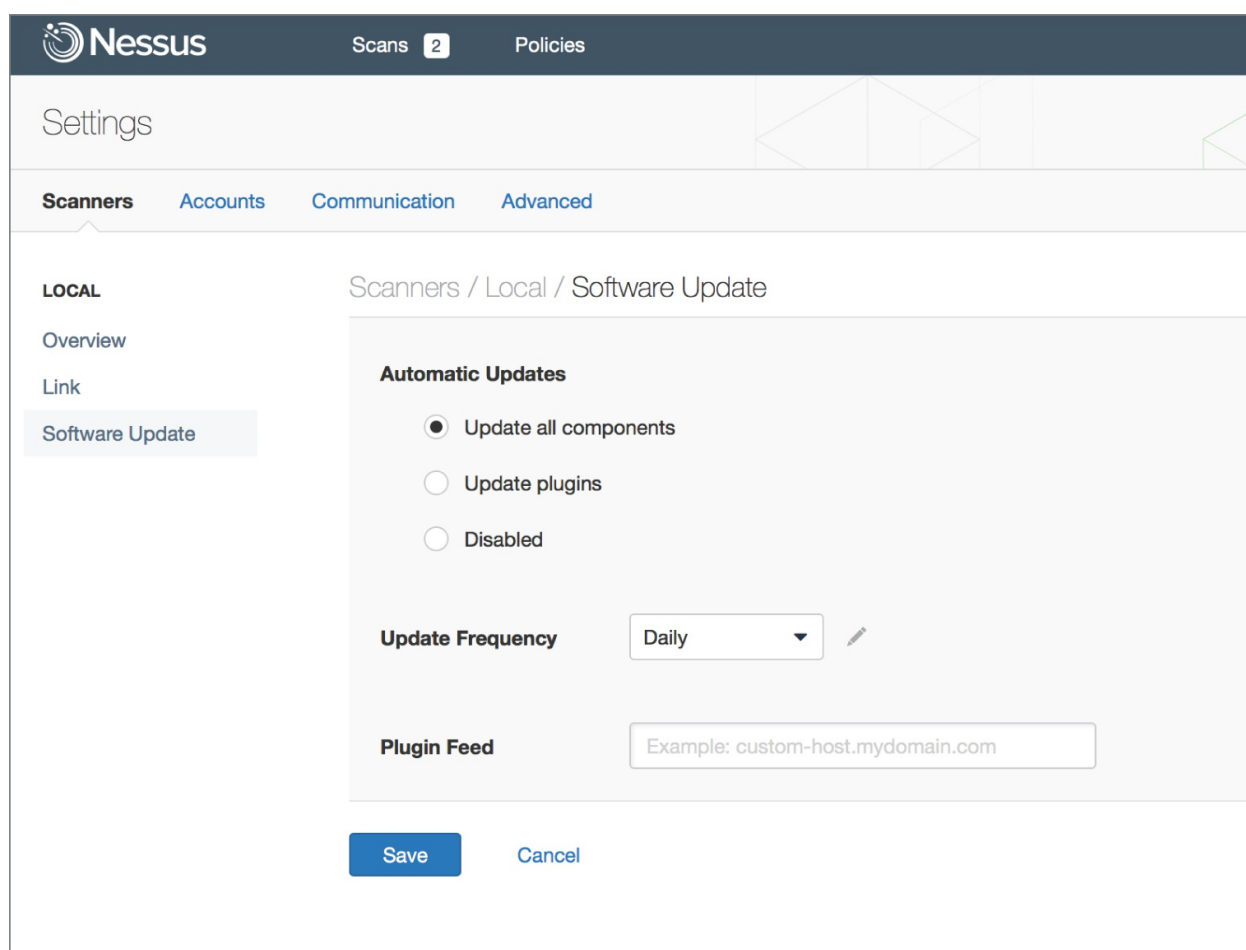 Nessus Scans 2 Policies
Settings
Scanners Accounts Communication Advanced
LOCAL
Overview
Link
Software Update
Scanners / Local / Software Update
Automatic Updates
Update all components
Update plugins
Disabled
Update Frequency Daily
Plugin Feed Example: custom-host.mydomain.com
Save Cancel